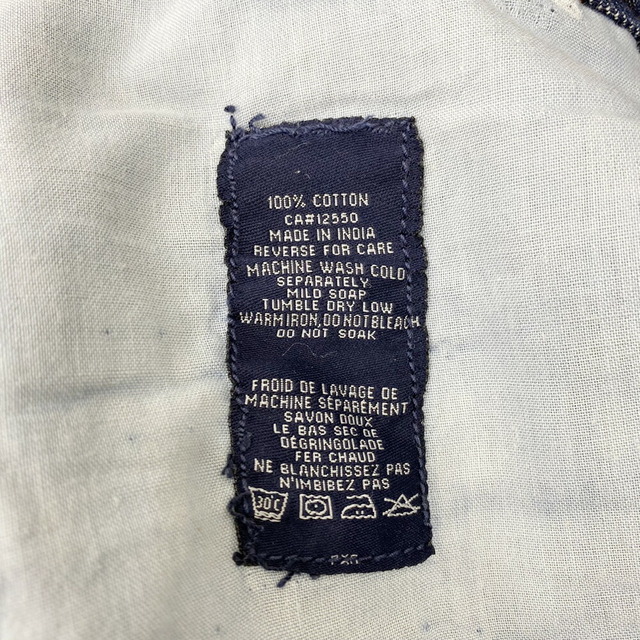 100% COTTON
CA#12550
MADE IN INDIA
REVERSE FOR CARE
MACHINE WASH COLD
SEPARATELY
MILD SOAP
TUMBLE DRY LOW
WARM IRON, DO NOT BLEACH
DO NOT SOAK
FROID DE LAVAGE DE
MACHINE SÉPARÉMENT
SAVON DOUX
LE BAS SEC DE
DÉGRINGOLADE
FER CHAUD
NE BLANCHISSEZ PAS
N'IMBIBEZ PAS
30C